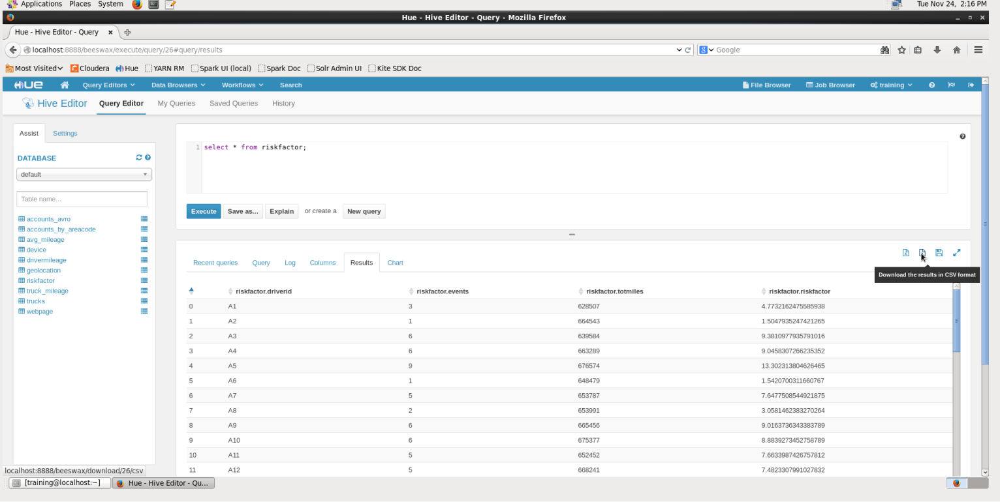 Applications Places System Tue Nov 24, 2:16 PM
Hue - Hive Editor - Query - Mozilla Firefox
Hue - Hive Editor - Query
localhost:8888/beeswax/execute/query/26#query/results Google
Most Visited Cloudera Hue YARN RM Spark UI (local) Spark Doc Solr Admin UI Kite SDK Doc
HUE Query Editors Data Browsers Workflows Search File Browser Job Browser training
Hive Editor Query Editor My Queries Saved Queries History
Assist Settings
DATABASE
default
Table name...
accounts_avro
accounts_by_areacode
avg_mileage
device
drivermileage
geolocation
riskfactor
truck_mileage
trucks
webpage
1 select * from riskfactor;
Execute Save as... Explain or create a New query
Recent queries Query Log Columns Results Chart
Download the results in CSV format
riskfactor.driverid riskfactor.events riskfactor.totmiles riskfactor.riskfactor
0 A1 3 628507 4.7732162475585938
1 A2 1 664543 1.5047935247421265
2 A3 6 639584 9.3810977935791016
3 A4 6 663289 9.0458307266235352
4 A5 9 676574 13.302313804626465
5 A6 1 648479 1.5420700311660767
6 A7 5 653787 7.6477508544921875
7 A8 2 653991 3.0581462383270264
8 A9 6 665456 9.0163736343383789
9 A10 6 675377 8.8839273452758789
10 A11 5 652452 7.6633987426757812
11 A12 5 668241 7.4823307991027832
localhost:8888/beeswax/download/26/csv
[training@localhost:~] Hue - Hive Editor - Qu...